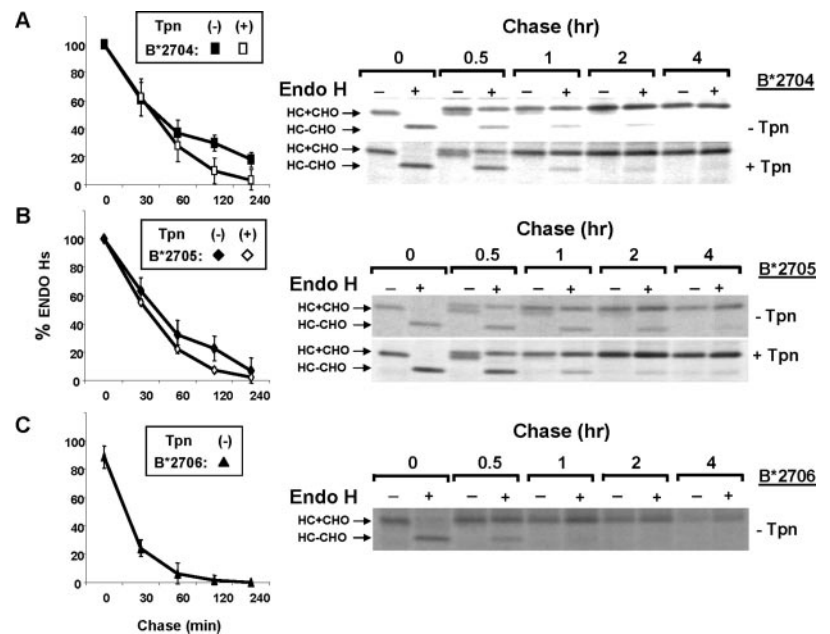 A
Tpn (-) (+)
B*2704:
100
80
60
40
20
0
0 30 60 120 240
Chase (hr)
0 0.5 1 2 4
B*2704
Endo H – + – + – + – + – +
HC+CHO
HC-CHO
- Tpn
HC+CHO
HC-CHO
+ Tpn
B
Tpn (-) (+)
B*2705:
% ENDO Hs
100
80
60
40
20
0
0 30 60 120 240
Chase (hr)
0 0.5 1 2 4
B*2705
Endo H – + – + – + – + – +
HC+CHO
HC-CHO
- Tpn
HC+CHO
HC-CHO
+ Tpn
C
Tpn (-)
B*2706:
100
80
60
40
20
0
0 30 60 120 240
Chase (min)
Chase (hr)
0 0.5 1 2 4
B*2706
Endo H – + – + – + – + – +
HC+CHO
HC-CHO
- Tpn